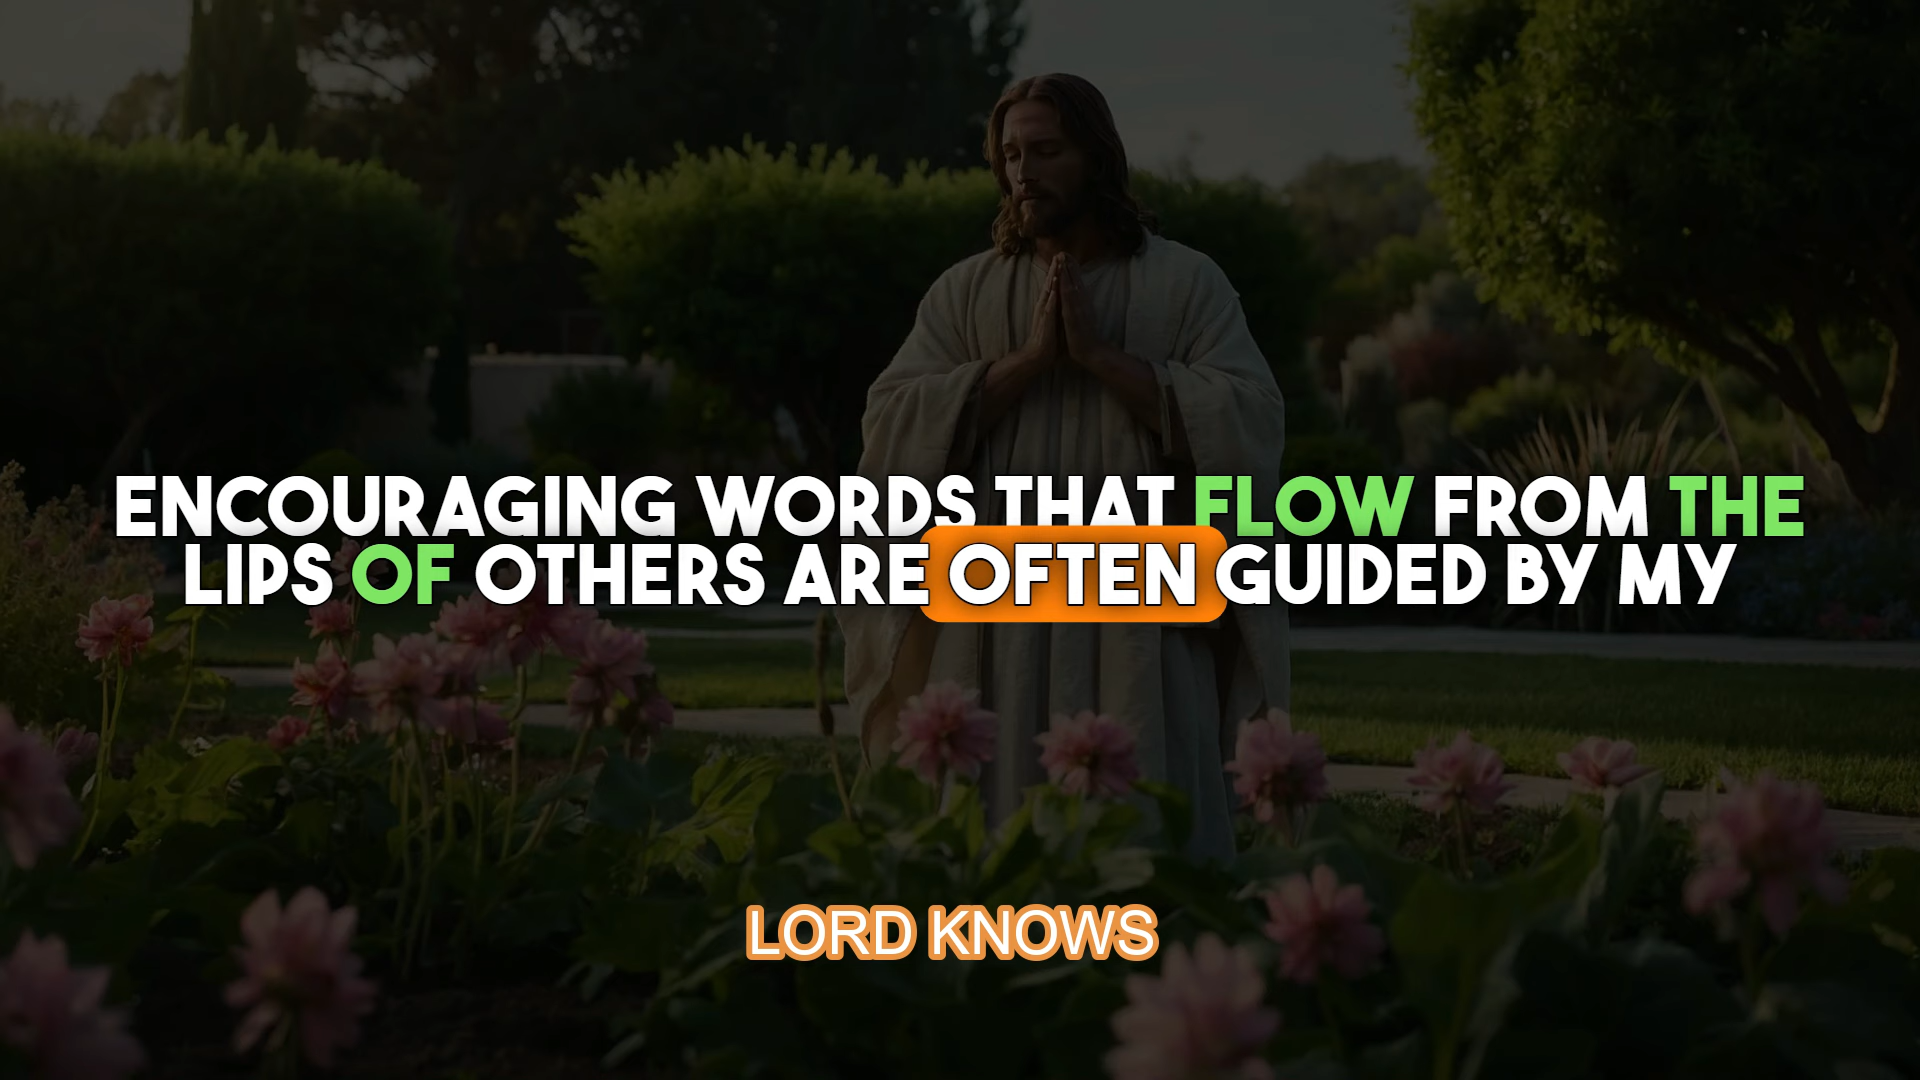 ENCOURAGING WORDS THAT FLOW FROM THE
LIPS OF OTHERS ARE OFTEN GUIDED BY MY
LORD KNOWS